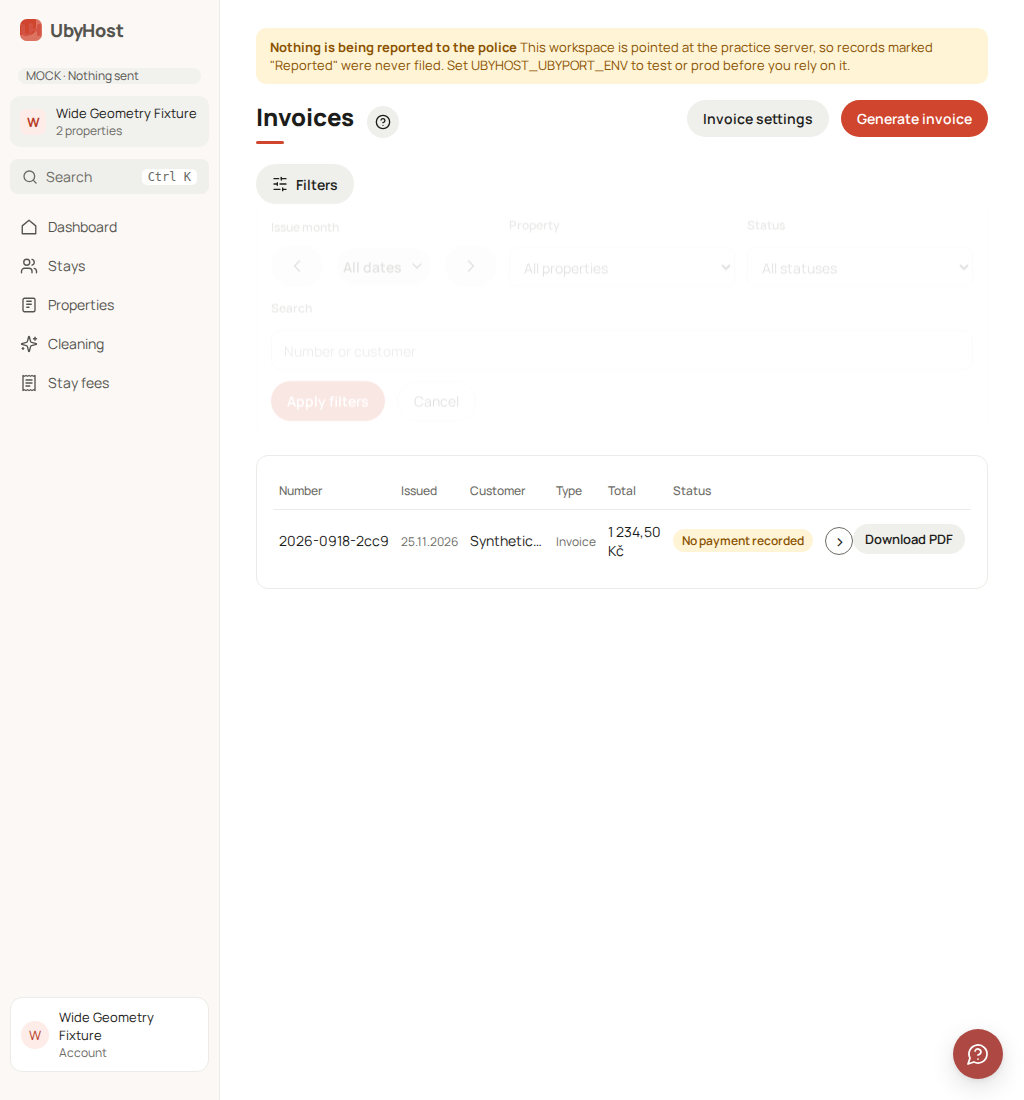 UbyHost
MOCK · Nothing sent
W
Wide Geometry Fixture
2 properties
Search
Ctrl K
Dashboard
Stays
Properties
Cleaning
Stay fees
W
Wide Geometry
Fixture
Account
Nothing is being reported to the police This workspace is pointed at the practice server, so records marked
"Reported" were never filed. Set UBYHOST_UBYPORT_ENV to test or prod before you rely on it.
Invoices
Invoice settings
Generate invoice
Filters
Issue month
Property
Status
All dates
All properties
All statuses
Search
Number or customer
Apply filters
Cancel
Number
Issued
Customer
Type
Total
Status
2026-0918-2cc9
25.11.2026
Synthetic...
Invoice
1 234,50
Kč
No payment recorded
Download PDF